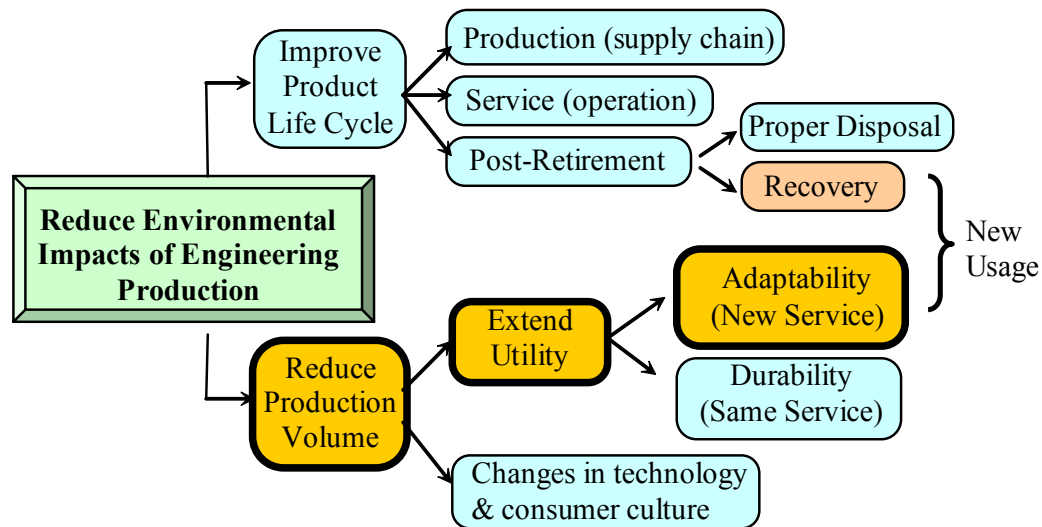 Improve
Product
Life Cycle
Production (supply chain)
Service (operation)
Post-Retirement
Proper Disposal
Recovery
New
Usage
Reduce Environmental
Impacts of Engineering
Production
Reduce
Production
Volume
Extend
Utility
Adaptability
(New Service)
Durability
(Same Service)
Changes in technology
& consumer culture